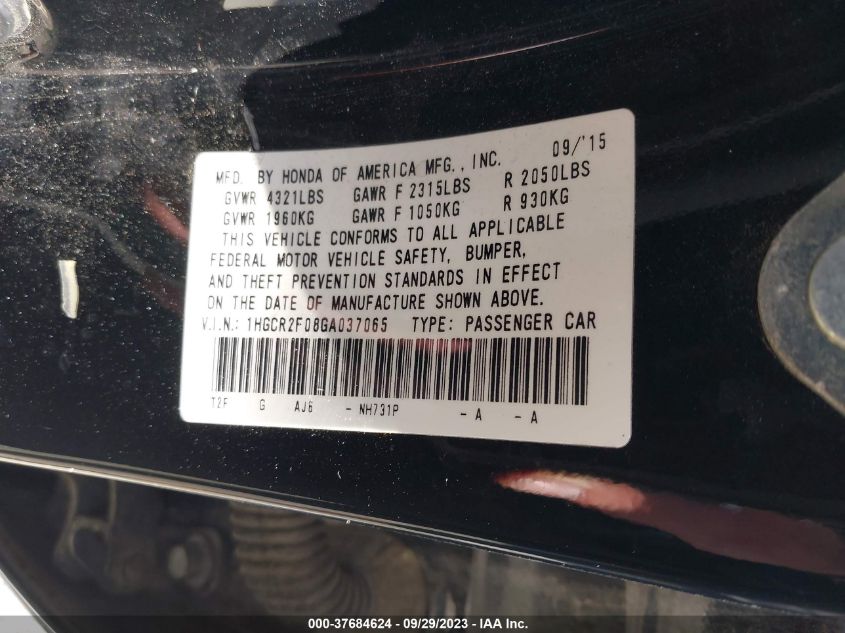 09/'15
MFD. BY HONDA OF AMERICA MFG., INC.
GVWR 4321LBS GAWR F 2315LBS R 2050LBS
GVWR 1960KG GAWR F 1050KG R 930KG
THIS VEHICLE CONFORMS TO ALL APPLICABLE
FEDERAL MOTOR VEHICLE SAFETY, BUMPER,
AND THEFT PREVENTION STANDARDS IN EFFECT
ON THE DATE OF MANUFACTURE SHOWN ABOVE.
V.I.N.: 1HGCR2F08GA037065 TYPE: PASSENGER CAR
T2F G AJ6 - NH731P - A - A
000-37684624 / 09/29/2023 / IAA Inc.